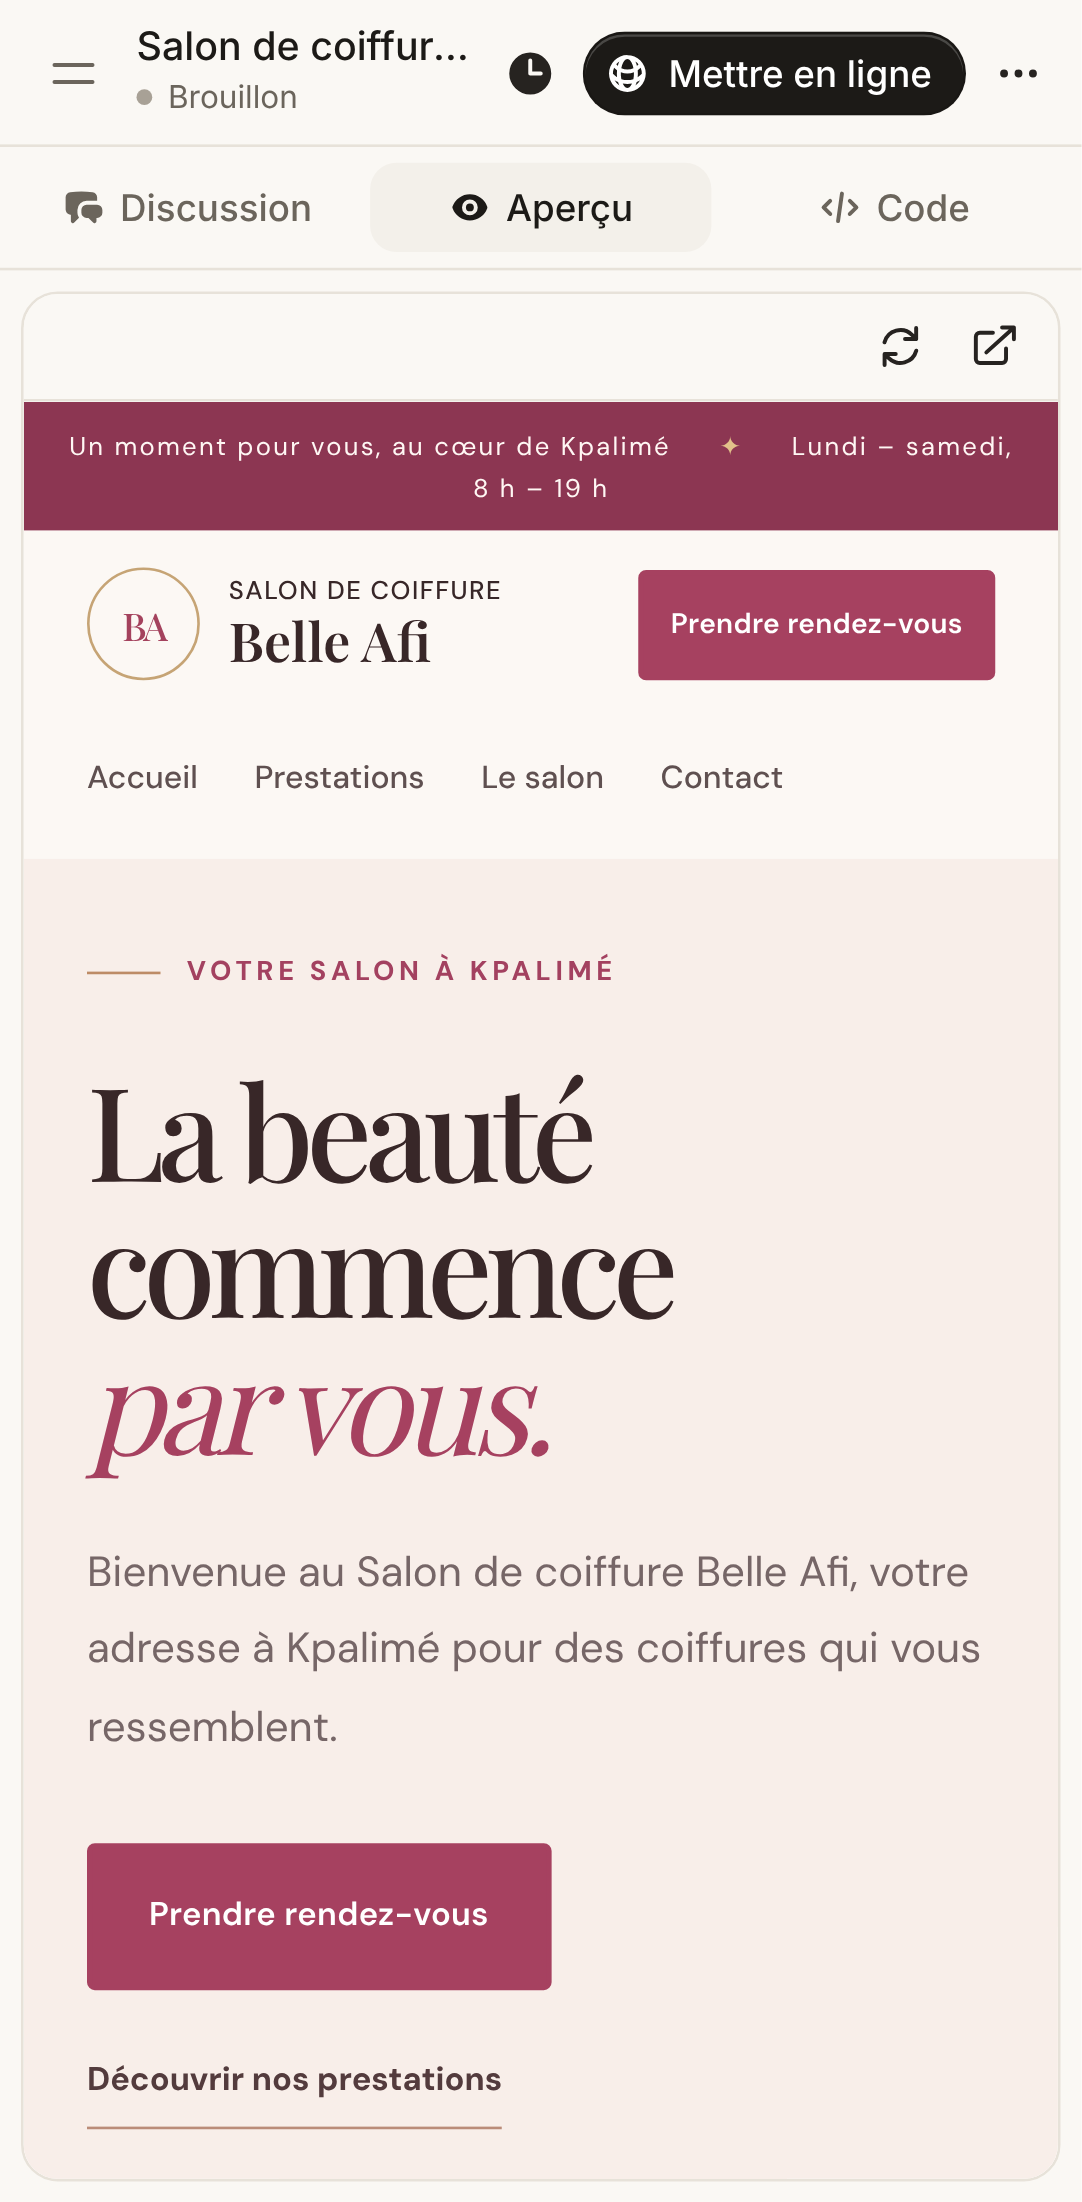 Salon de coiffur...
Brouillon
Mettre en ligne
Discussion
Aperçu
Code
Un moment pour vous, au cœur de Kpalimé ✦ Lundi – samedi,
8 h – 19 h
BA
SALON DE COIFFURE
Belle Afi
Prendre rendez-vous
Accueil
Prestations
Le salon
Contact
VOTRE SALON À KPALIMÉ
La beauté
commence
par vous.
Bienvenue au Salon de coiffure Belle Afi, votre
adresse à Kpalimé pour des coiffures qui vous
ressemblent.
Prendre rendez-vous
Découvrir nos prestations